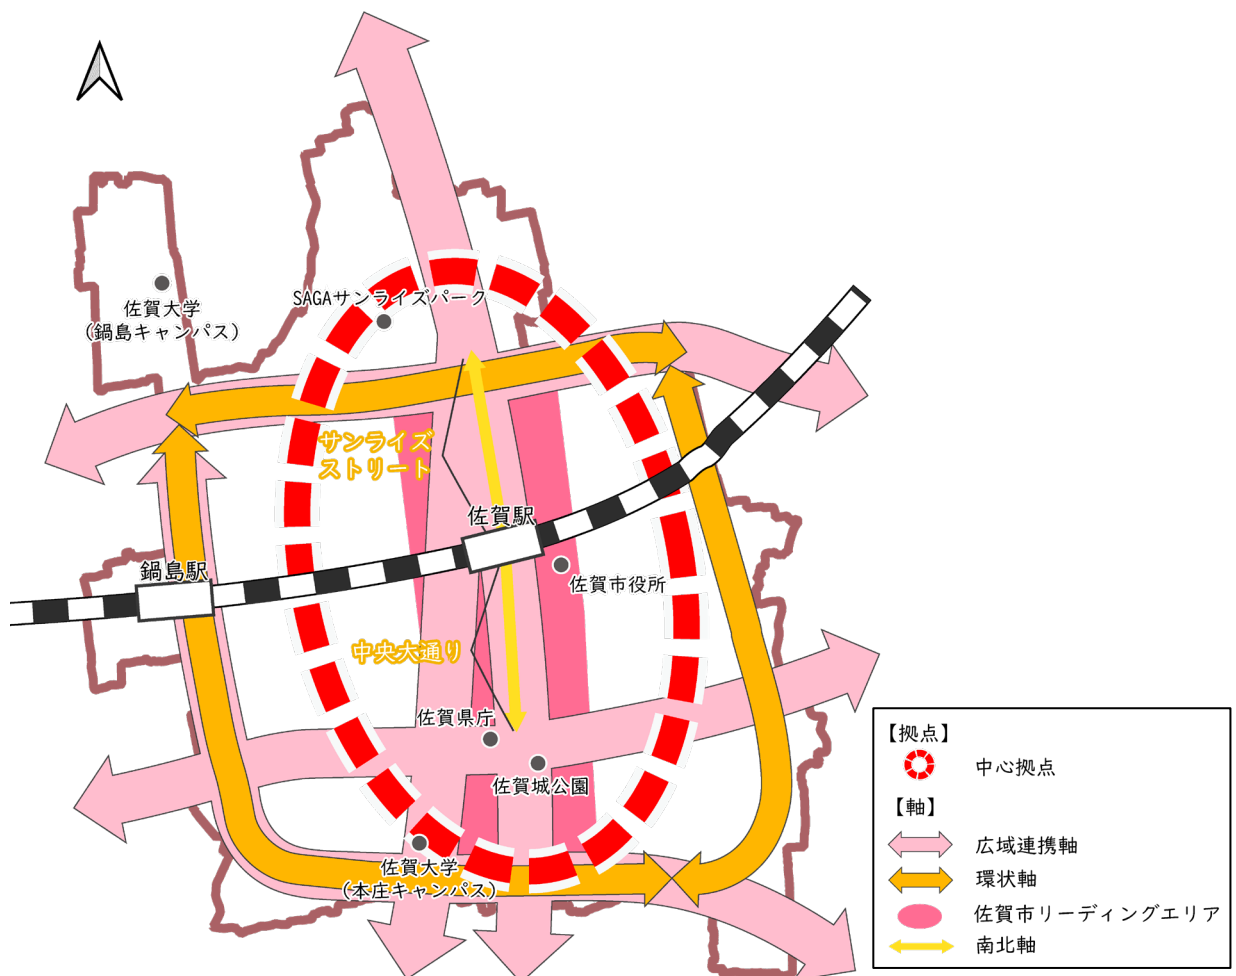 佐賀大学
(鍋島キャンパス)
SAGAサンライズパーク
サンライズ
ストリート
佐賀駅
鍋島駅
佐賀市役所
中央大通り
佐賀県庁
佐賀城公園
佐賀大学
(本庄キャンパス)
【拠点】
中心拠点
【軸】
広域連携軸
環状軸
佐賀市リーディングエリア
南北軸